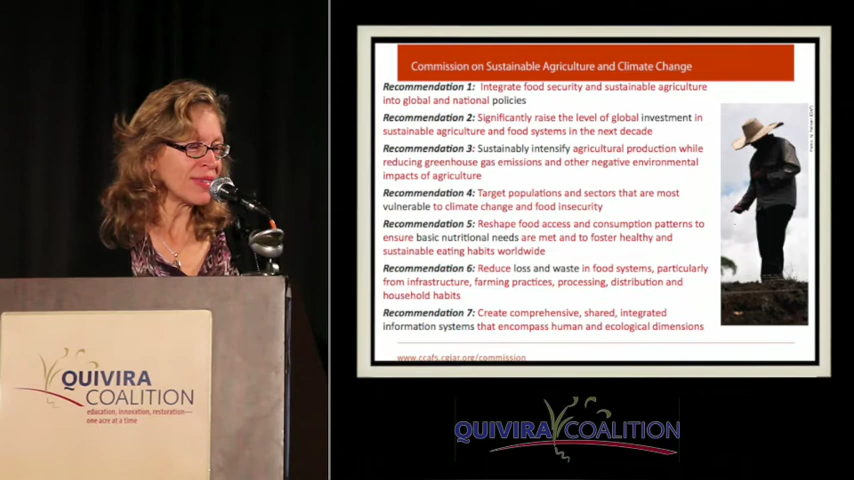 QUIVIRA
COALITION
education, innovation, restoration—
one acre at a time
Commission on Sustainable Agriculture and Climate Change
Recommendation 1: Integrate food security and sustainable agriculture
into global and national policies
Recommendation 2: Significantly raise the level of global investment in
sustainable agriculture and food systems in the next decade
Recommendation 3: Sustainably intensify agricultural production while
reducing greenhouse gas emissions and other negative environmental
impacts of agriculture
Recommendation 4: Target populations and sectors that are most
vulnerable to climate change and food insecurity
Recommendation 5: Reshape food access and consumption patterns to
ensure basic nutritional needs are met and to foster healthy and
sustainable eating habits worldwide
Recommendation 6: Reduce loss and waste in food systems, particularly
from infrastructure, farming practices, processing, distribution and
household habits
Recommendation 7: Create comprehensive, shared, integrated
information systems that encompass human and ecological dimensions
www.ccafs.cgiar.org/commission
QUIVIRA COALITION